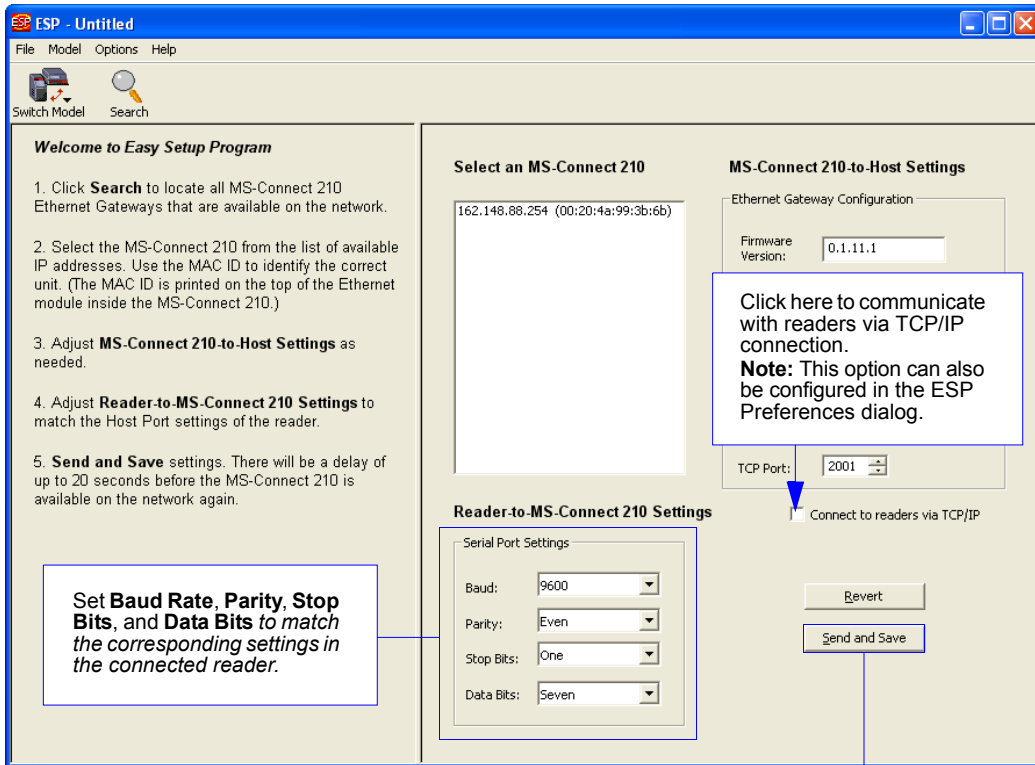 ESP - Untitled
File Model Options Help
Switch Model Search
Welcome to Easy Setup Program
1. Click Search to locate all MS-Connect 210
Ethernet Gateways that are available on the network.
2. Select the MS-Connect 210 from the list of available
IP addresses. Use the MAC ID to identify the correct
unit. (The MAC ID is printed on the top of the Ethernet
module inside the MS-Connect 210.)
3. Adjust MS-Connect 210-to-Host Settings as
needed.
4. Adjust Reader-to-MS-Connect 210 Settings to
match the Host Port settings of the reader.
5. Send and Save settings. There will be a delay of
up to 20 seconds before the MS-Connect 210 is
available on the network again.
Set Baud Rate, Parity, Stop
Bits, and Data Bits to match
the corresponding settings in
the connected reader.
Select an MS-Connect 210
162.148.88.254 (00:20:4a:99:3b:6b)
Reader-to-MS-Connect 210 Settings
Serial Port Settings
Baud: 9600
Parity: Even
Stop Bits: One
Data Bits: Seven
MS-Connect 210-to-Host Settings
Ethernet Gateway Configuration
Firmware
Version: 0.1.11.1
Click here to communicate
with readers via TCP/IP
connection.
Note: This option can also
be configured in the ESP
Preferences dialog.
TCP Port: 2001
Connect to readers via TCP/IP
Revert
Send and Save